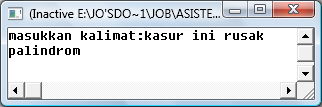 (Inactive E:\JO'SDO~1\JOB\ASISTE...
masukkan kalimat:kasur ini rusak
palindrom